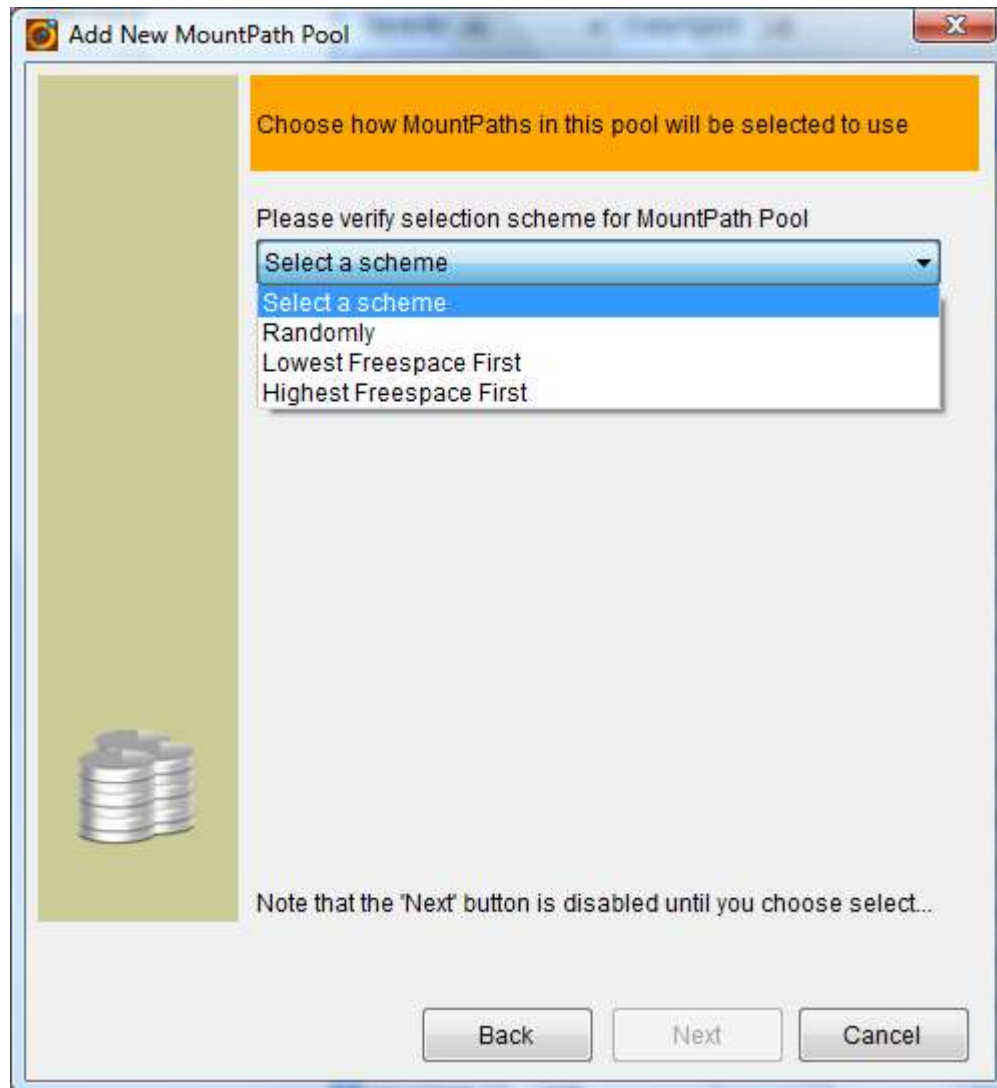 Add New MountPath Pool
Choose how MountPaths in this pool will be selected to use
Please verify selection scheme for MountPath Pool
Select a scheme
Select a scheme
Randomly
Lowest Freespace First
Highest Freespace First
Note that the 'Next' button is disabled until you choose select...
Back
Next
Cancel